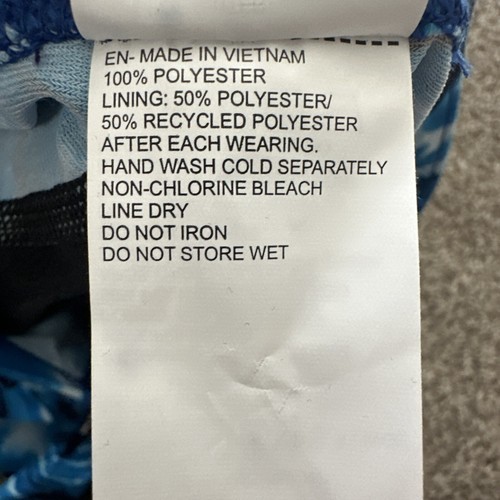 EN- MADE IN VIETNAM
100% POLYESTER
LINING: 50% POLYESTER/
50% RECYCLED POLYESTER
AFTER EACH WEARING.
HAND WASH COLD SEPARATELY
NON-CHLORINE BLEACH
LINE DRY
DO NOT IRON
DO NOT STORE WET